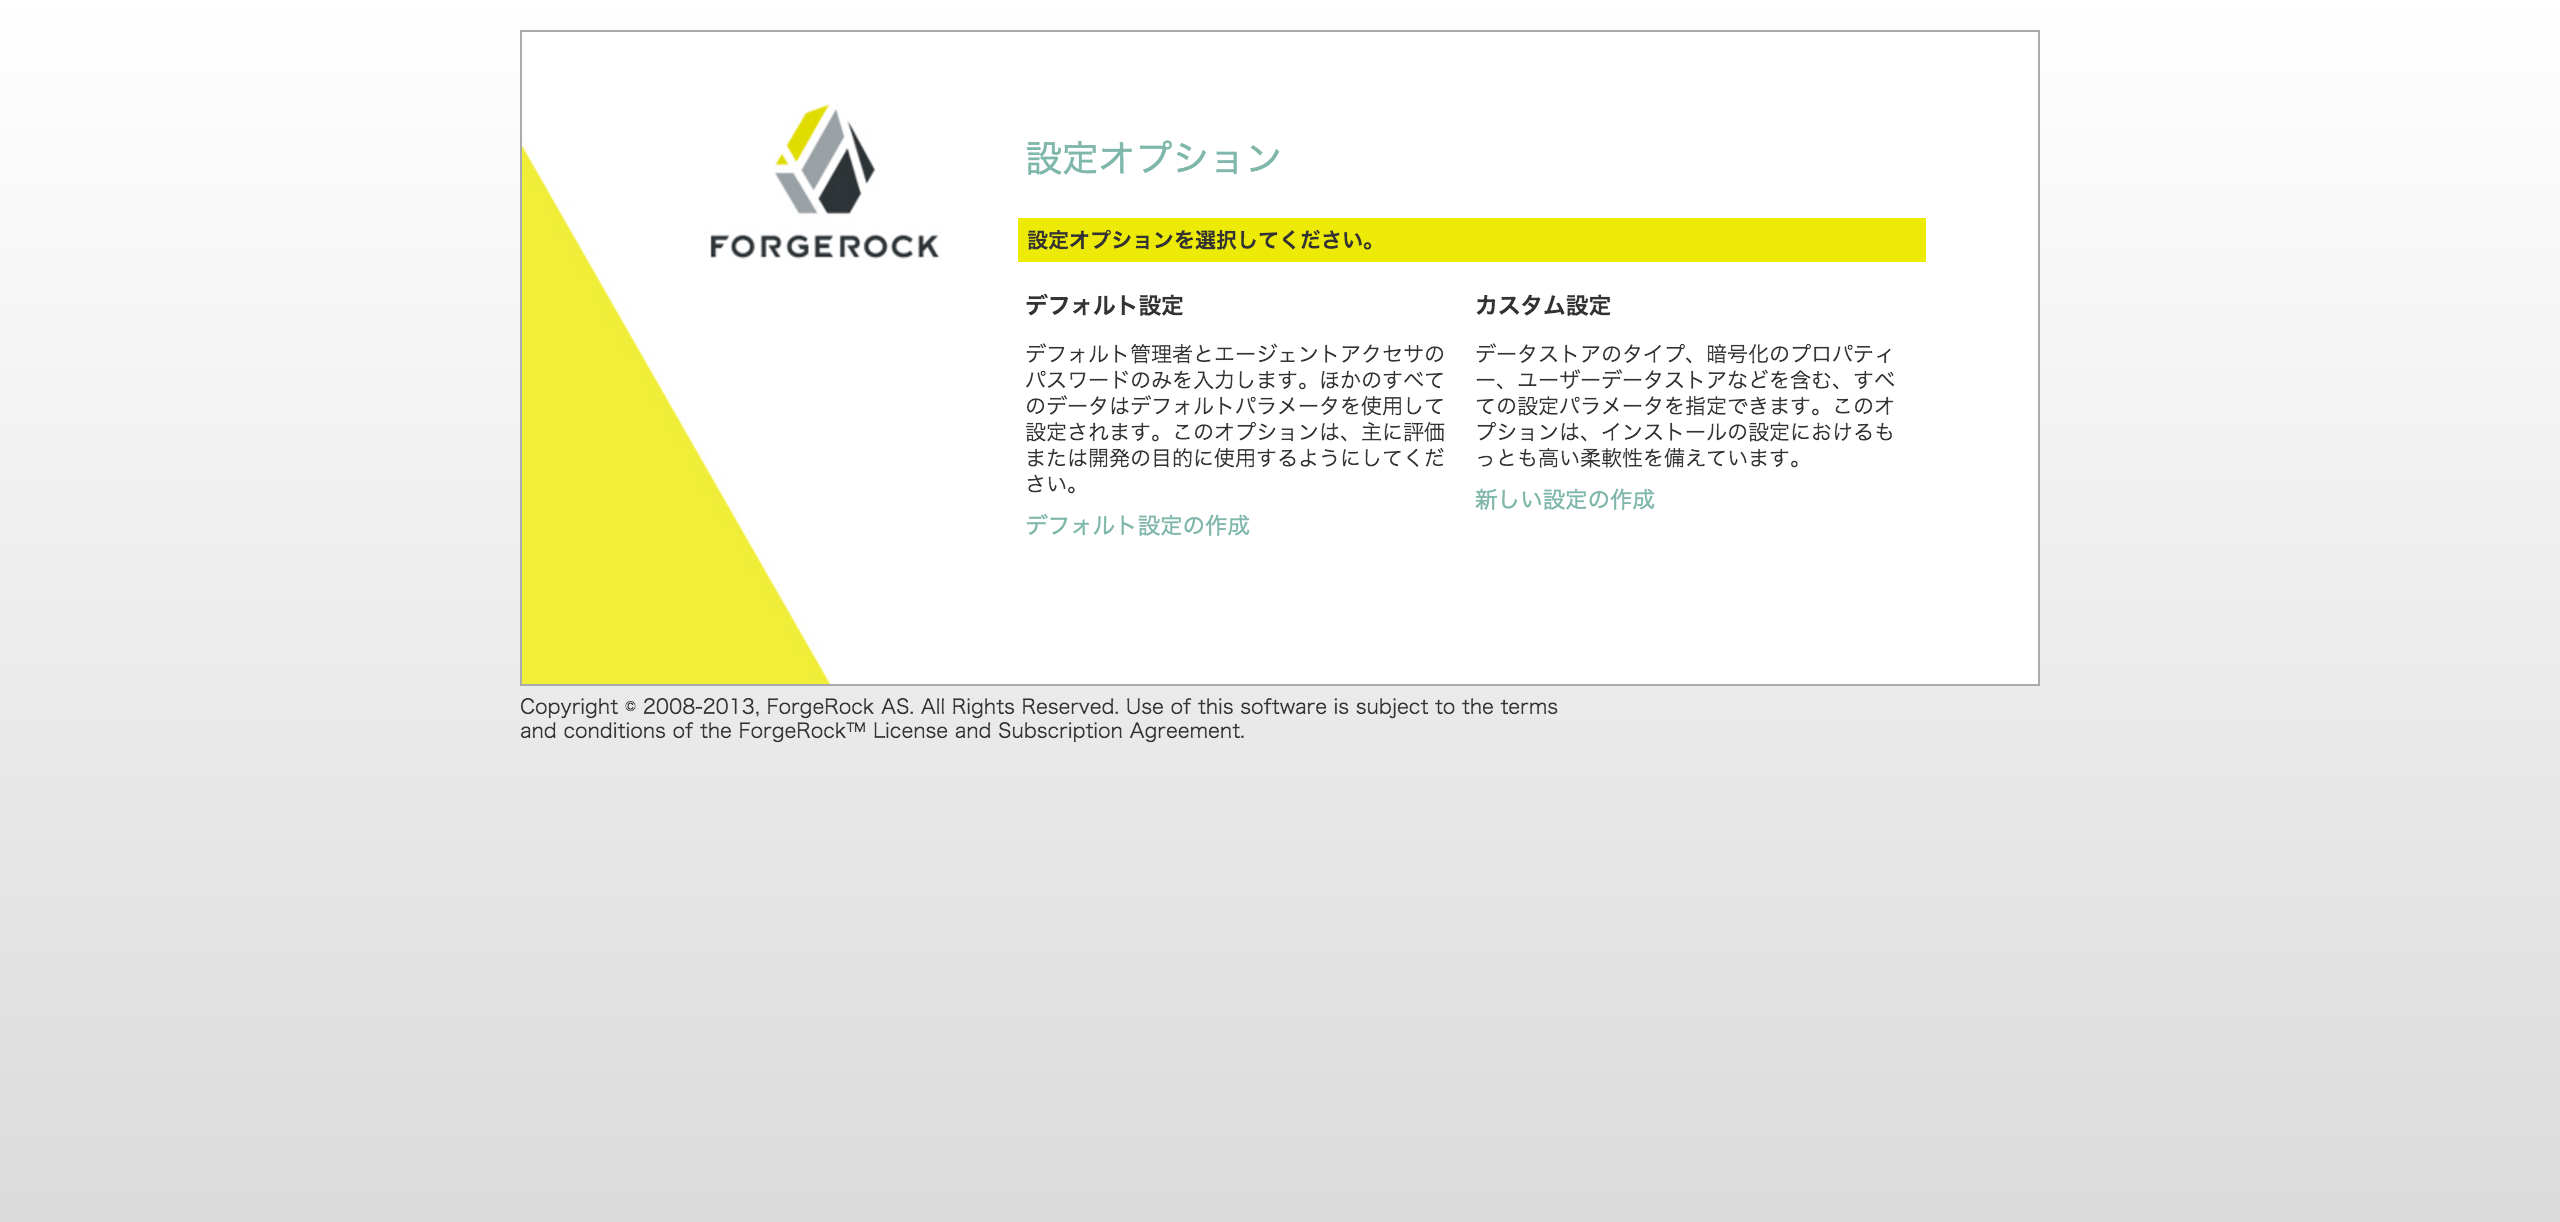 FORGEROCK
設定オプション
設定オプションを選択してください。
デフォルト設定
デフォルト管理者とエージェントアクセサの
パスワードのみを入力します。ほかのすべて
のデータはデフォルトパラメータを使用して
設定されます。このオプションは、主に評価
または開発の目的に使用するようにしてくだ
さい。
デフォルト設定の作成
カスタム設定
データストアのタイプ、暗号化のプロパティ
ー、ユーザーデータストアなどを含む、すべ
ての設定パラメータを指定できます。このオ
プションは、インストールの設定におけるも
っとも高い柔軟性を備えています。
新しい設定の作成
Copyright © 2008-2013, ForgeRock AS. All Rights Reserved. Use of this software is subject to the terms
and conditions of the ForgeRock™ License and Subscription Agreement.